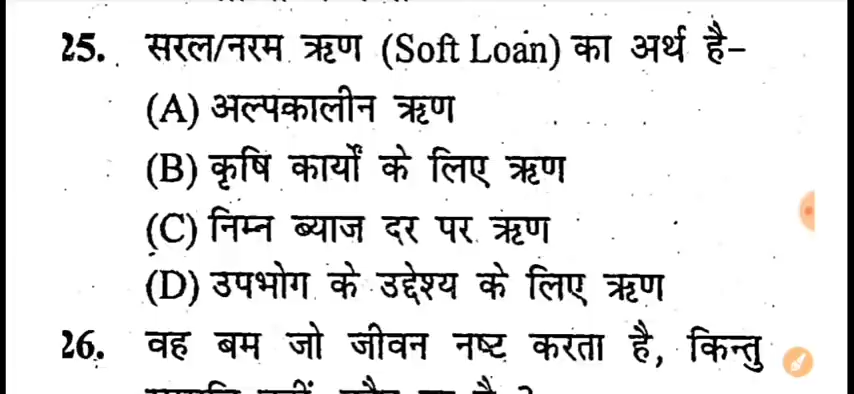 25. सरल/नरम ऋण (Soft Loan) का अर्थ है–
(A) अल्पकालीन ऋण
(B) कृषि कार्यों के लिए ऋण
(C) निम्न ब्याज दर पर ऋण
(D) उपभोग के उद्देश्य के लिए ऋण
26. वह बम जो जीवन नष्ट करता है, किन्तु